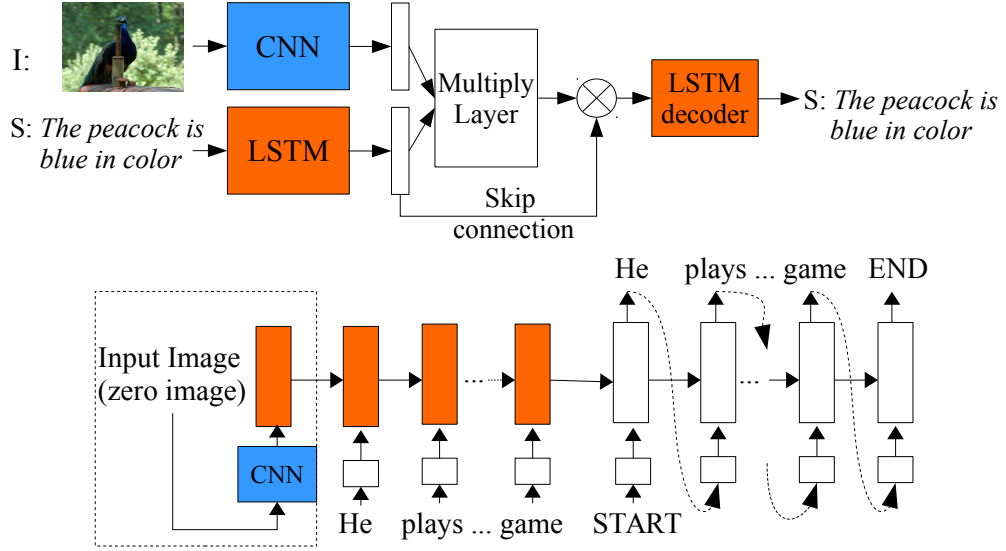 I:
CNN
S: The peacock is
blue in color
LSTM
Multiply
Layer
LSTM
decoder
S: The peacock is
blue in color
Skip
connection
He plays ... game END
Input Image
(zero image)
... ...
CNN
He plays ... game START